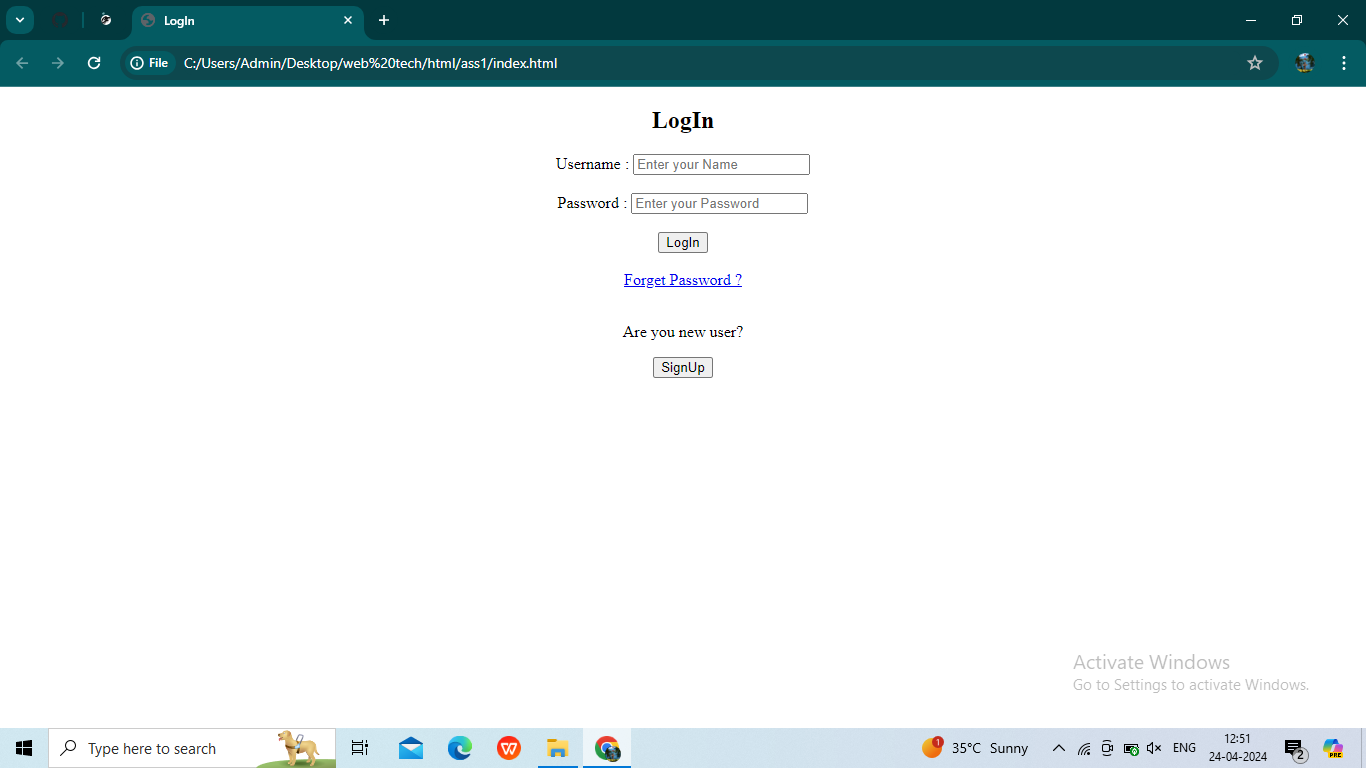 LogIn
File
C:/Users/Admin/Desktop/web%20tech/html/ass1/index.html
LogIn
Username :
Enter your Name
Password :
Enter your Password
LogIn
Forget Password ?
Are you new user?
SignUp
Activate Windows
Go to Settings to activate Windows.
Type here to search
W
1
35°C Sunny
ENG
12:51
24-04-2024
2
PRE